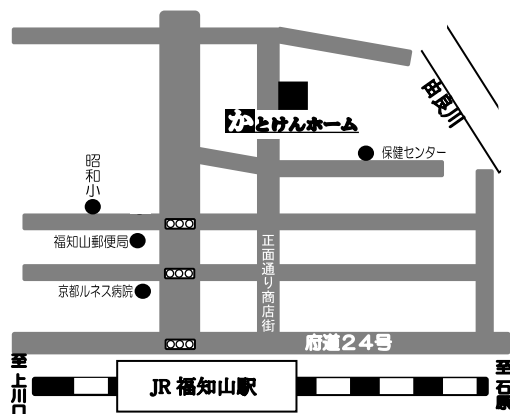 由良川
かとけんホーム
保健センター
昭和小
福知山郵便局
正面通り商店街
京都ルネス病院
府道24号
至上川口
JR 福知山駅
至石原